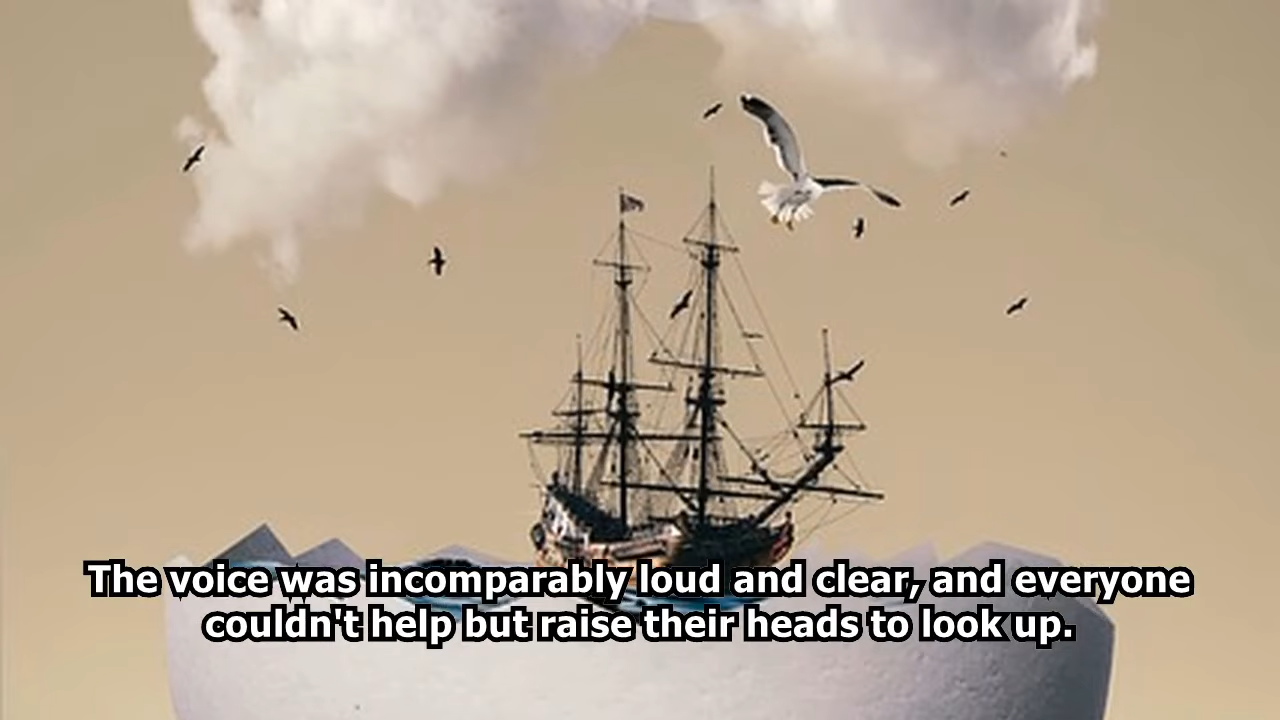 The voice was incomparably loud and clear, and everyone
couldn't help but raise their heads to look up.